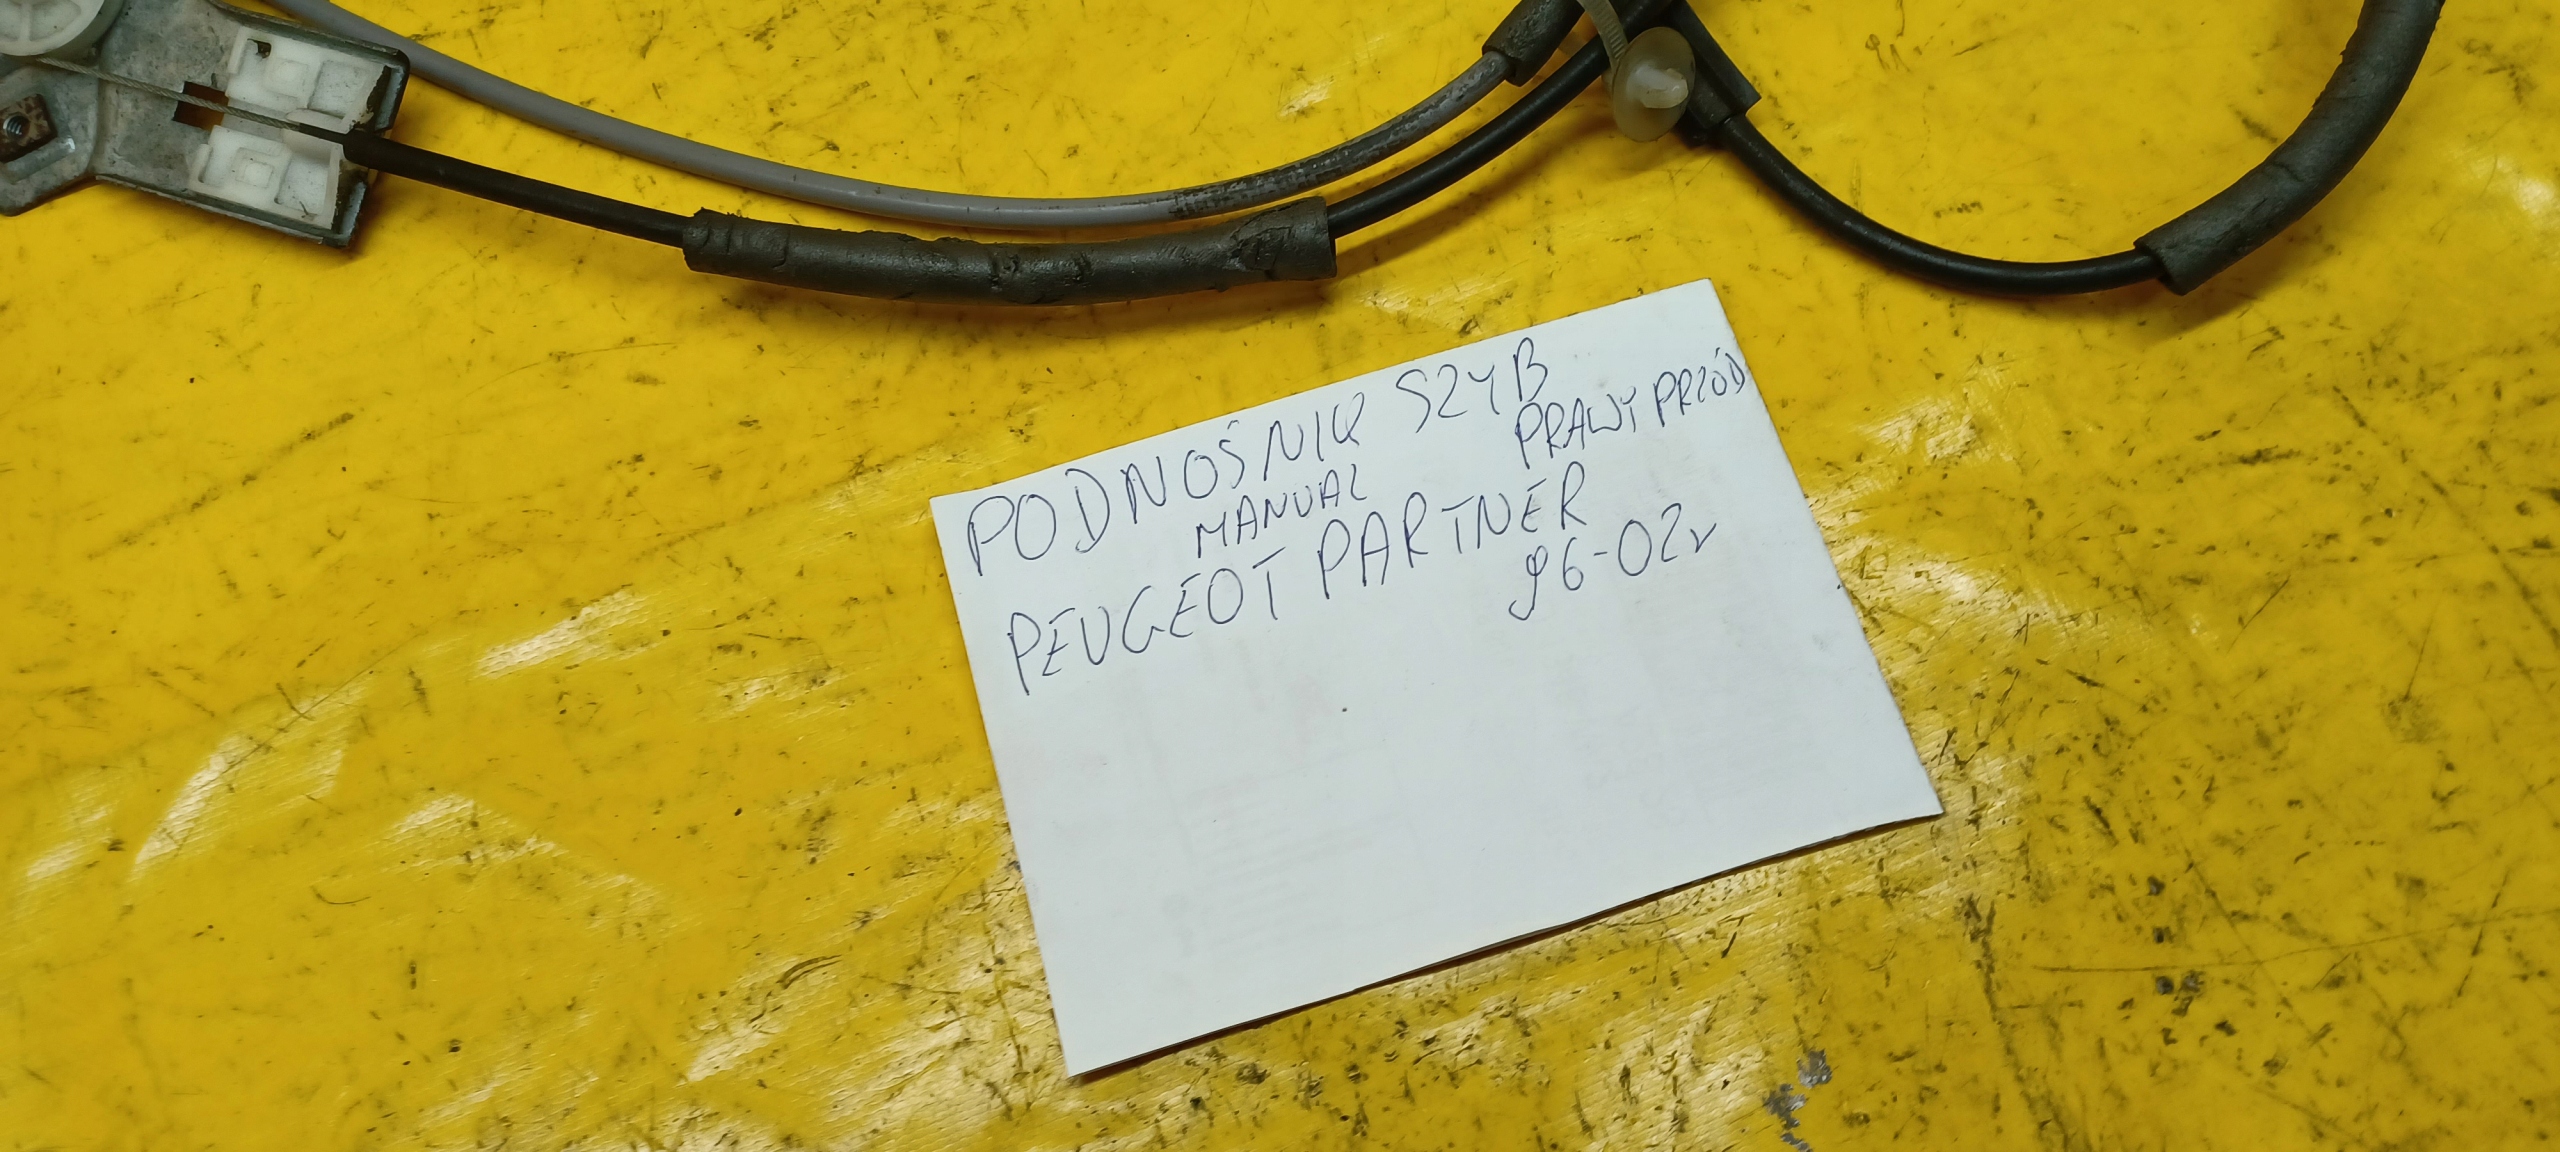 PODNOŚNIK SZYB
MANUAL PRAWY PRZÓD
PEUGEOT PARTNER
96-02r